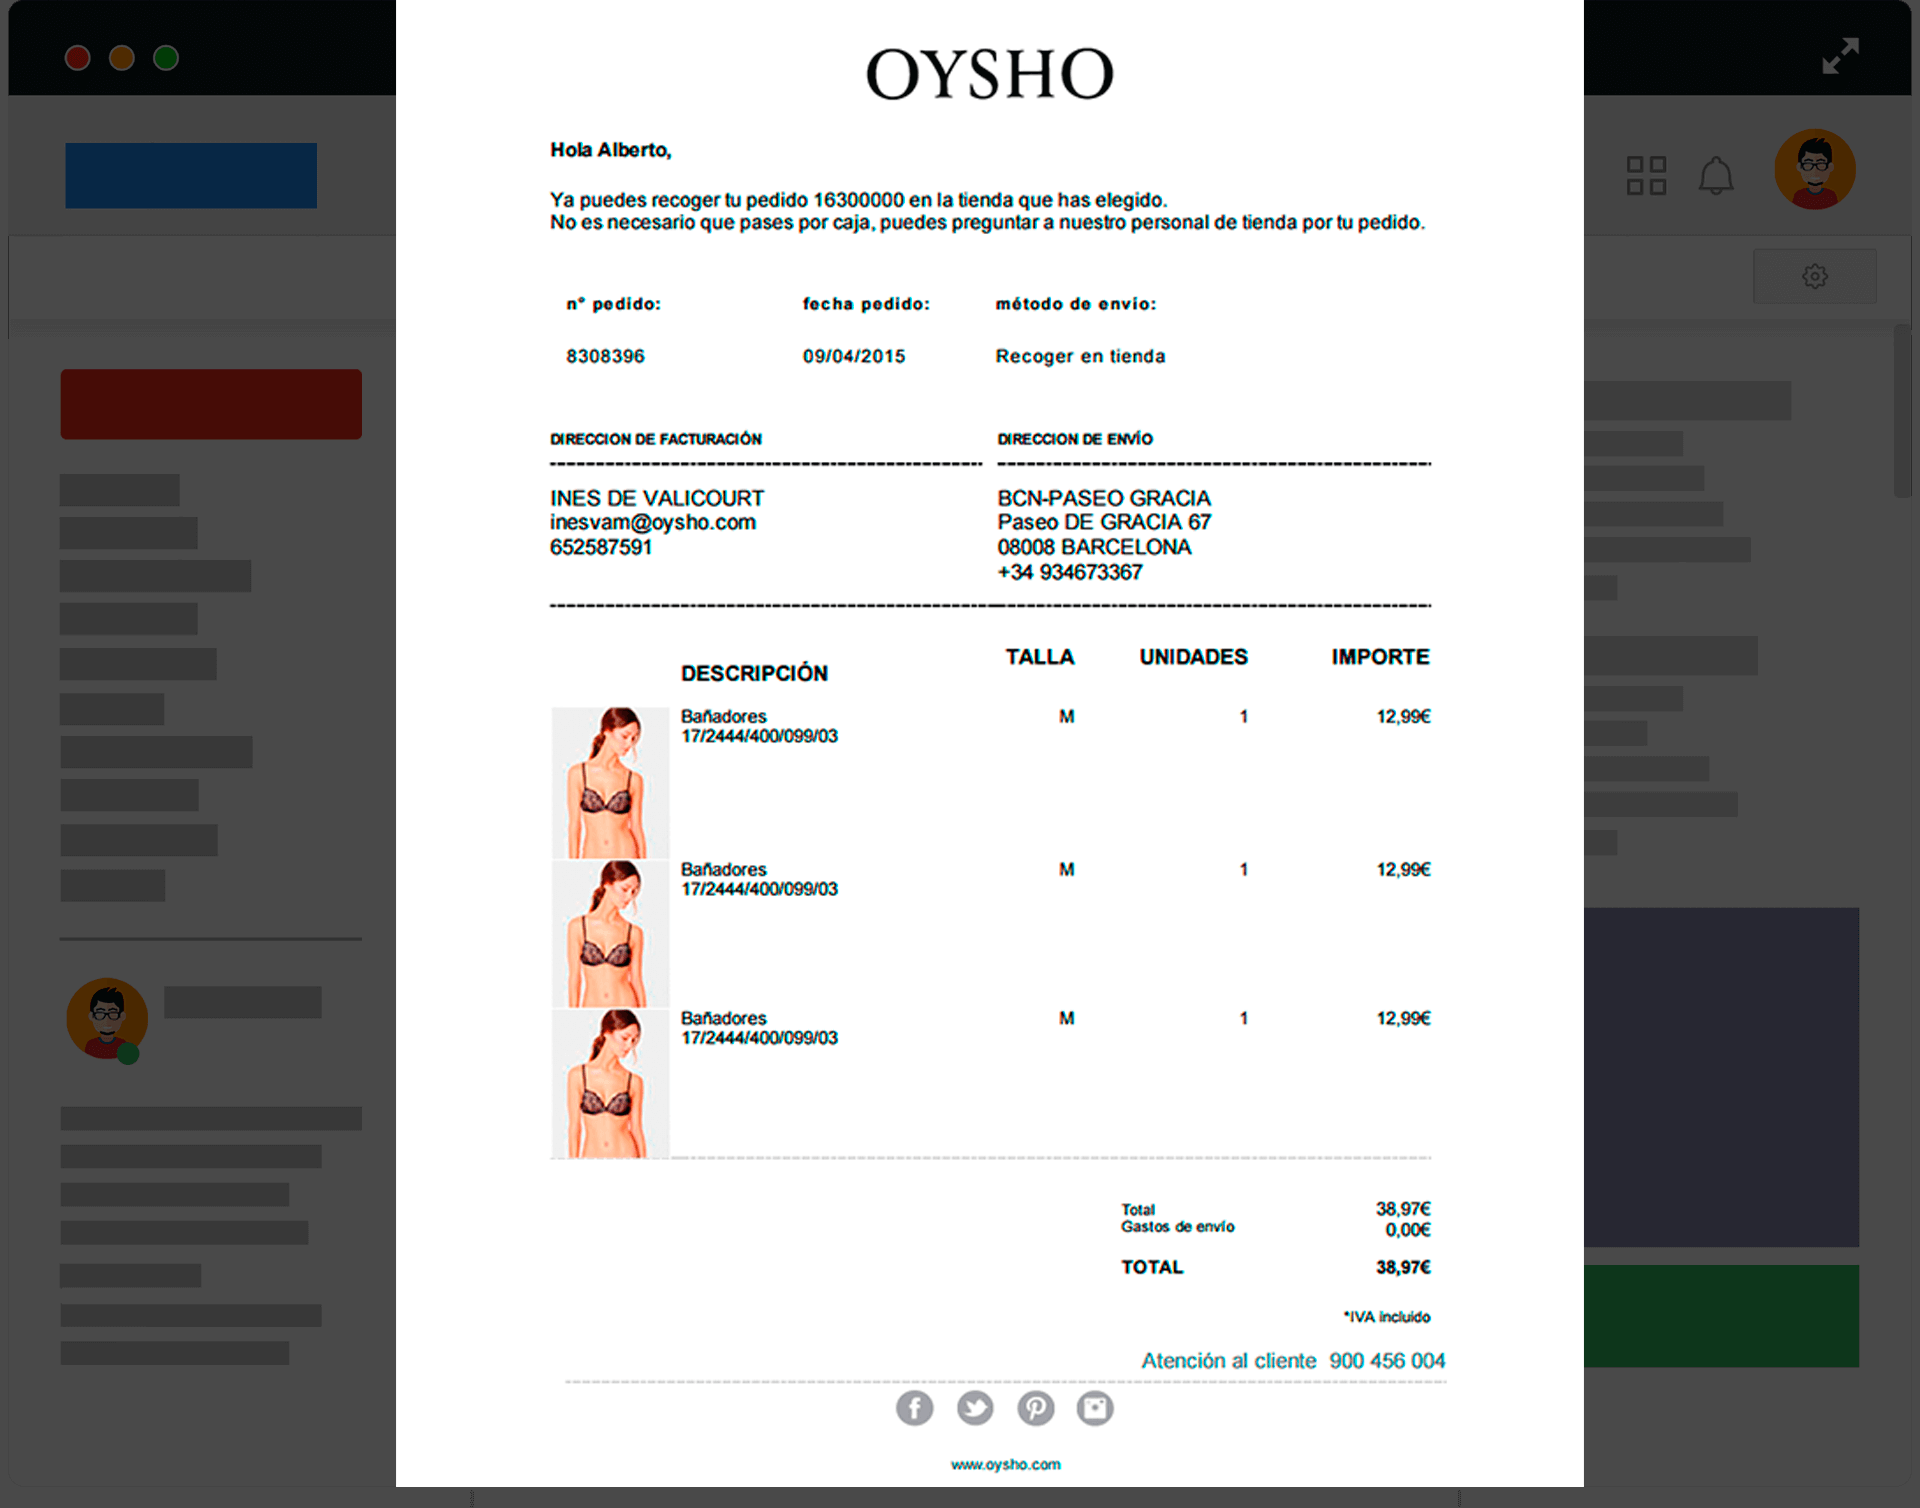 OYSHO
Hola Alberto,
Ya puedes recoger tu pedido 16300000 en la tienda que has elegido.
No es necesario que pases por caja, puedes preguntar a nuestro personal de tienda por tu pedido.
nº pedido: fecha pedido: método de envío:
8308396 09/04/2015 Recoger en tienda
DIRECCION DE FACTURACIÓN DIRECCION DE ENVÍO
INES DE VALICOURT BCN-PASEO GRACIA
inesvam@oysho.com Paseo DE GRACIA 67
652587591 08008 BARCELONA
+34 934673367
DESCRIPCIÓN TALLA UNIDADES IMPORTE
Bañadores M 1 12,99€
17/2444/400/099/03
Bañadores M 1 12,99€
17/2444/400/099/03
Bañadores M 1 12,99€
17/2444/400/099/03
Total 38,97€
Gastos de envío 0,00€
TOTAL 38,97€
*IVA incluido
Atención al cliente 900 456 004
www.oysho.com